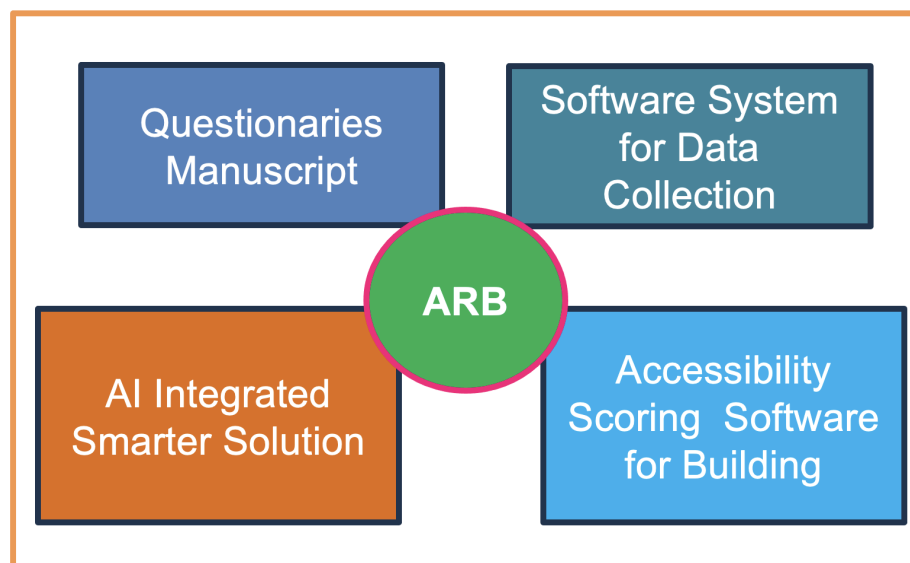 Questionaries
Manuscript
Software System
for Data
Collection
ARB
AI Integrated
Smarter Solution
Accessibility
Scoring Software
for Building